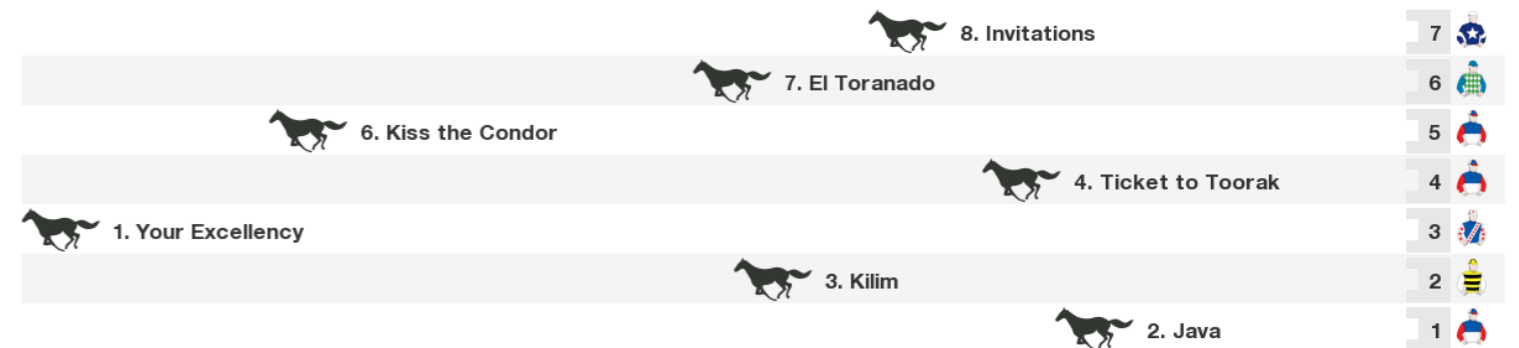 8. Invitations 7
7. El Toranado 6
6. Kiss the Condor 5
4. Ticket to Toorak 4
1. Your Excellency 3
3. Kilim 2
2. Java 1